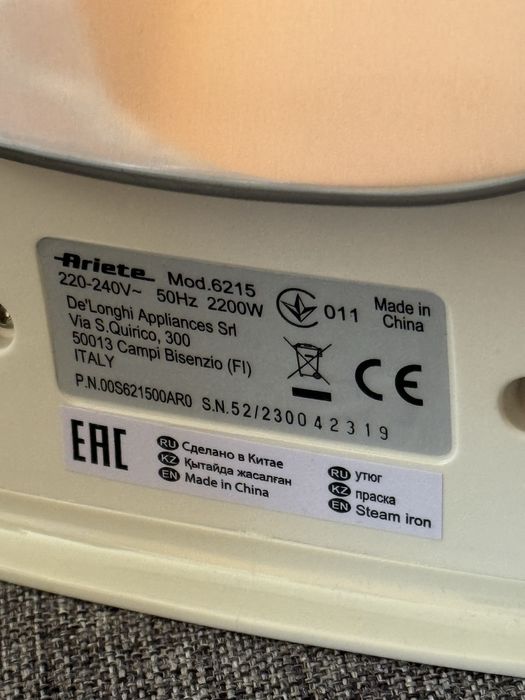 Ariete Mod.6215
220-240V~ 50Hz 2200W
De'Longhi Appliances Srl
Via S.Quirico, 300
50013 Campi Bisenzio (FI)
ITALY
P.N.00S621500AR0 S.N.52/230042319
011
Made in
China
CE
EAC
RU Сделано в Китае
KZ Қытайда жасалған
EN Made in China
RU утюг
KZ праска
EN Steam iron